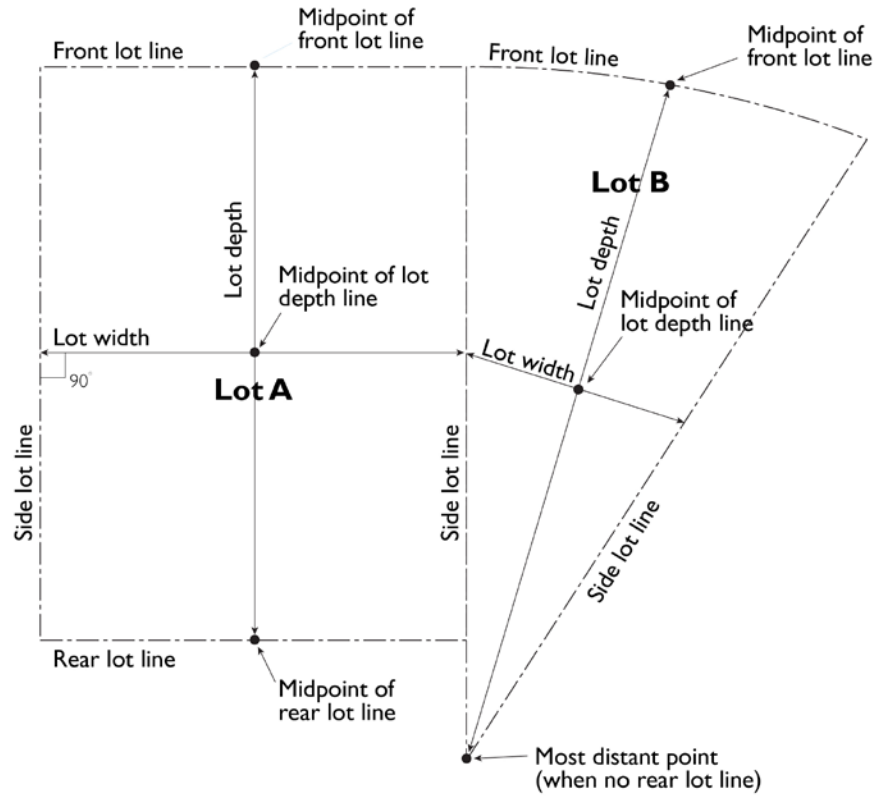 Midpoint of
front lot line
Front lot line
Front lot line
Midpoint of
front lot line
Lot B
Lot depth
Lot depth
Midpoint of lot
depth line
Midpoint of
lot depth line
Lot width
Lot width
90°
Lot A
Side lot line
Side lot line
Side lot line
Rear lot line
Midpoint of
rear lot line
Most distant point
(when no rear lot line)